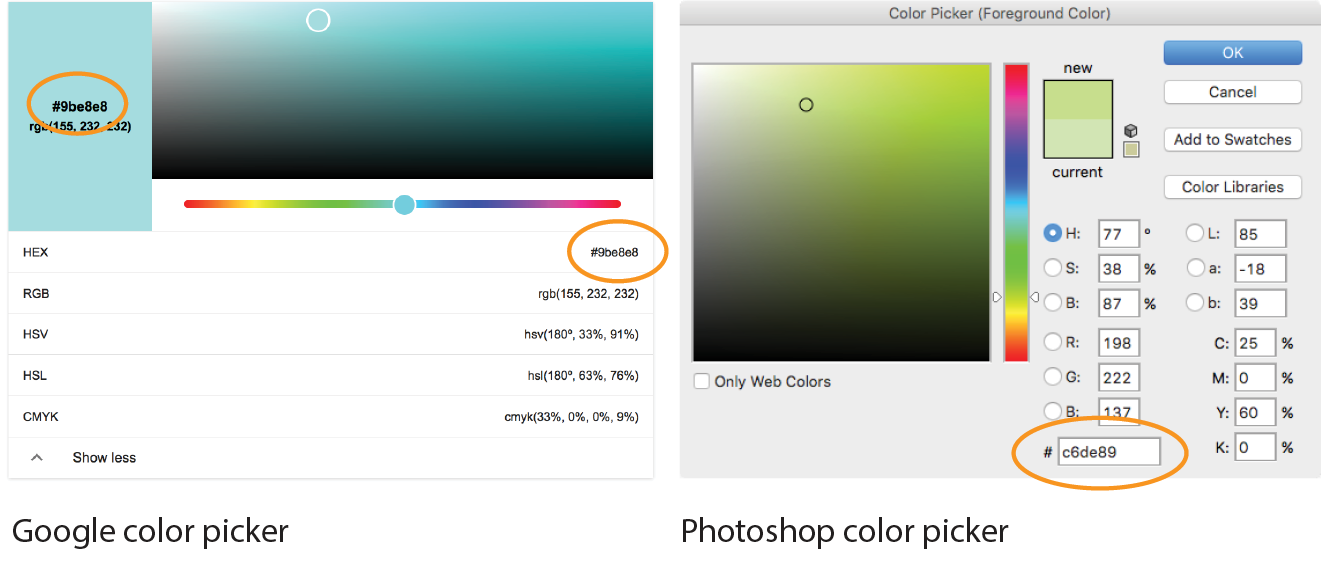 #9be8e8
rgb(155, 232, 232)
HEX #9be8e8
RGB rgb(155, 232, 232)
HSV hsv(180º, 33%, 91%)
HSL hsl(180º, 63%, 76%)
CMYK cmyk(33%, 0%, 0%, 9%)
Show less
Google color picker
Color Picker (Foreground Color)
new
current
OK
Cancel
Add to Swatches
Color Libraries
Only Web Colors
H: 77 º
S: 38 %
B: 87 %
R: 198
G: 222
B: 137
# c6de89
L: 85
a: -18
b: 39
C: 25 %
M: 0 %
Y: 60 %
K: 0 %
Photoshop color picker